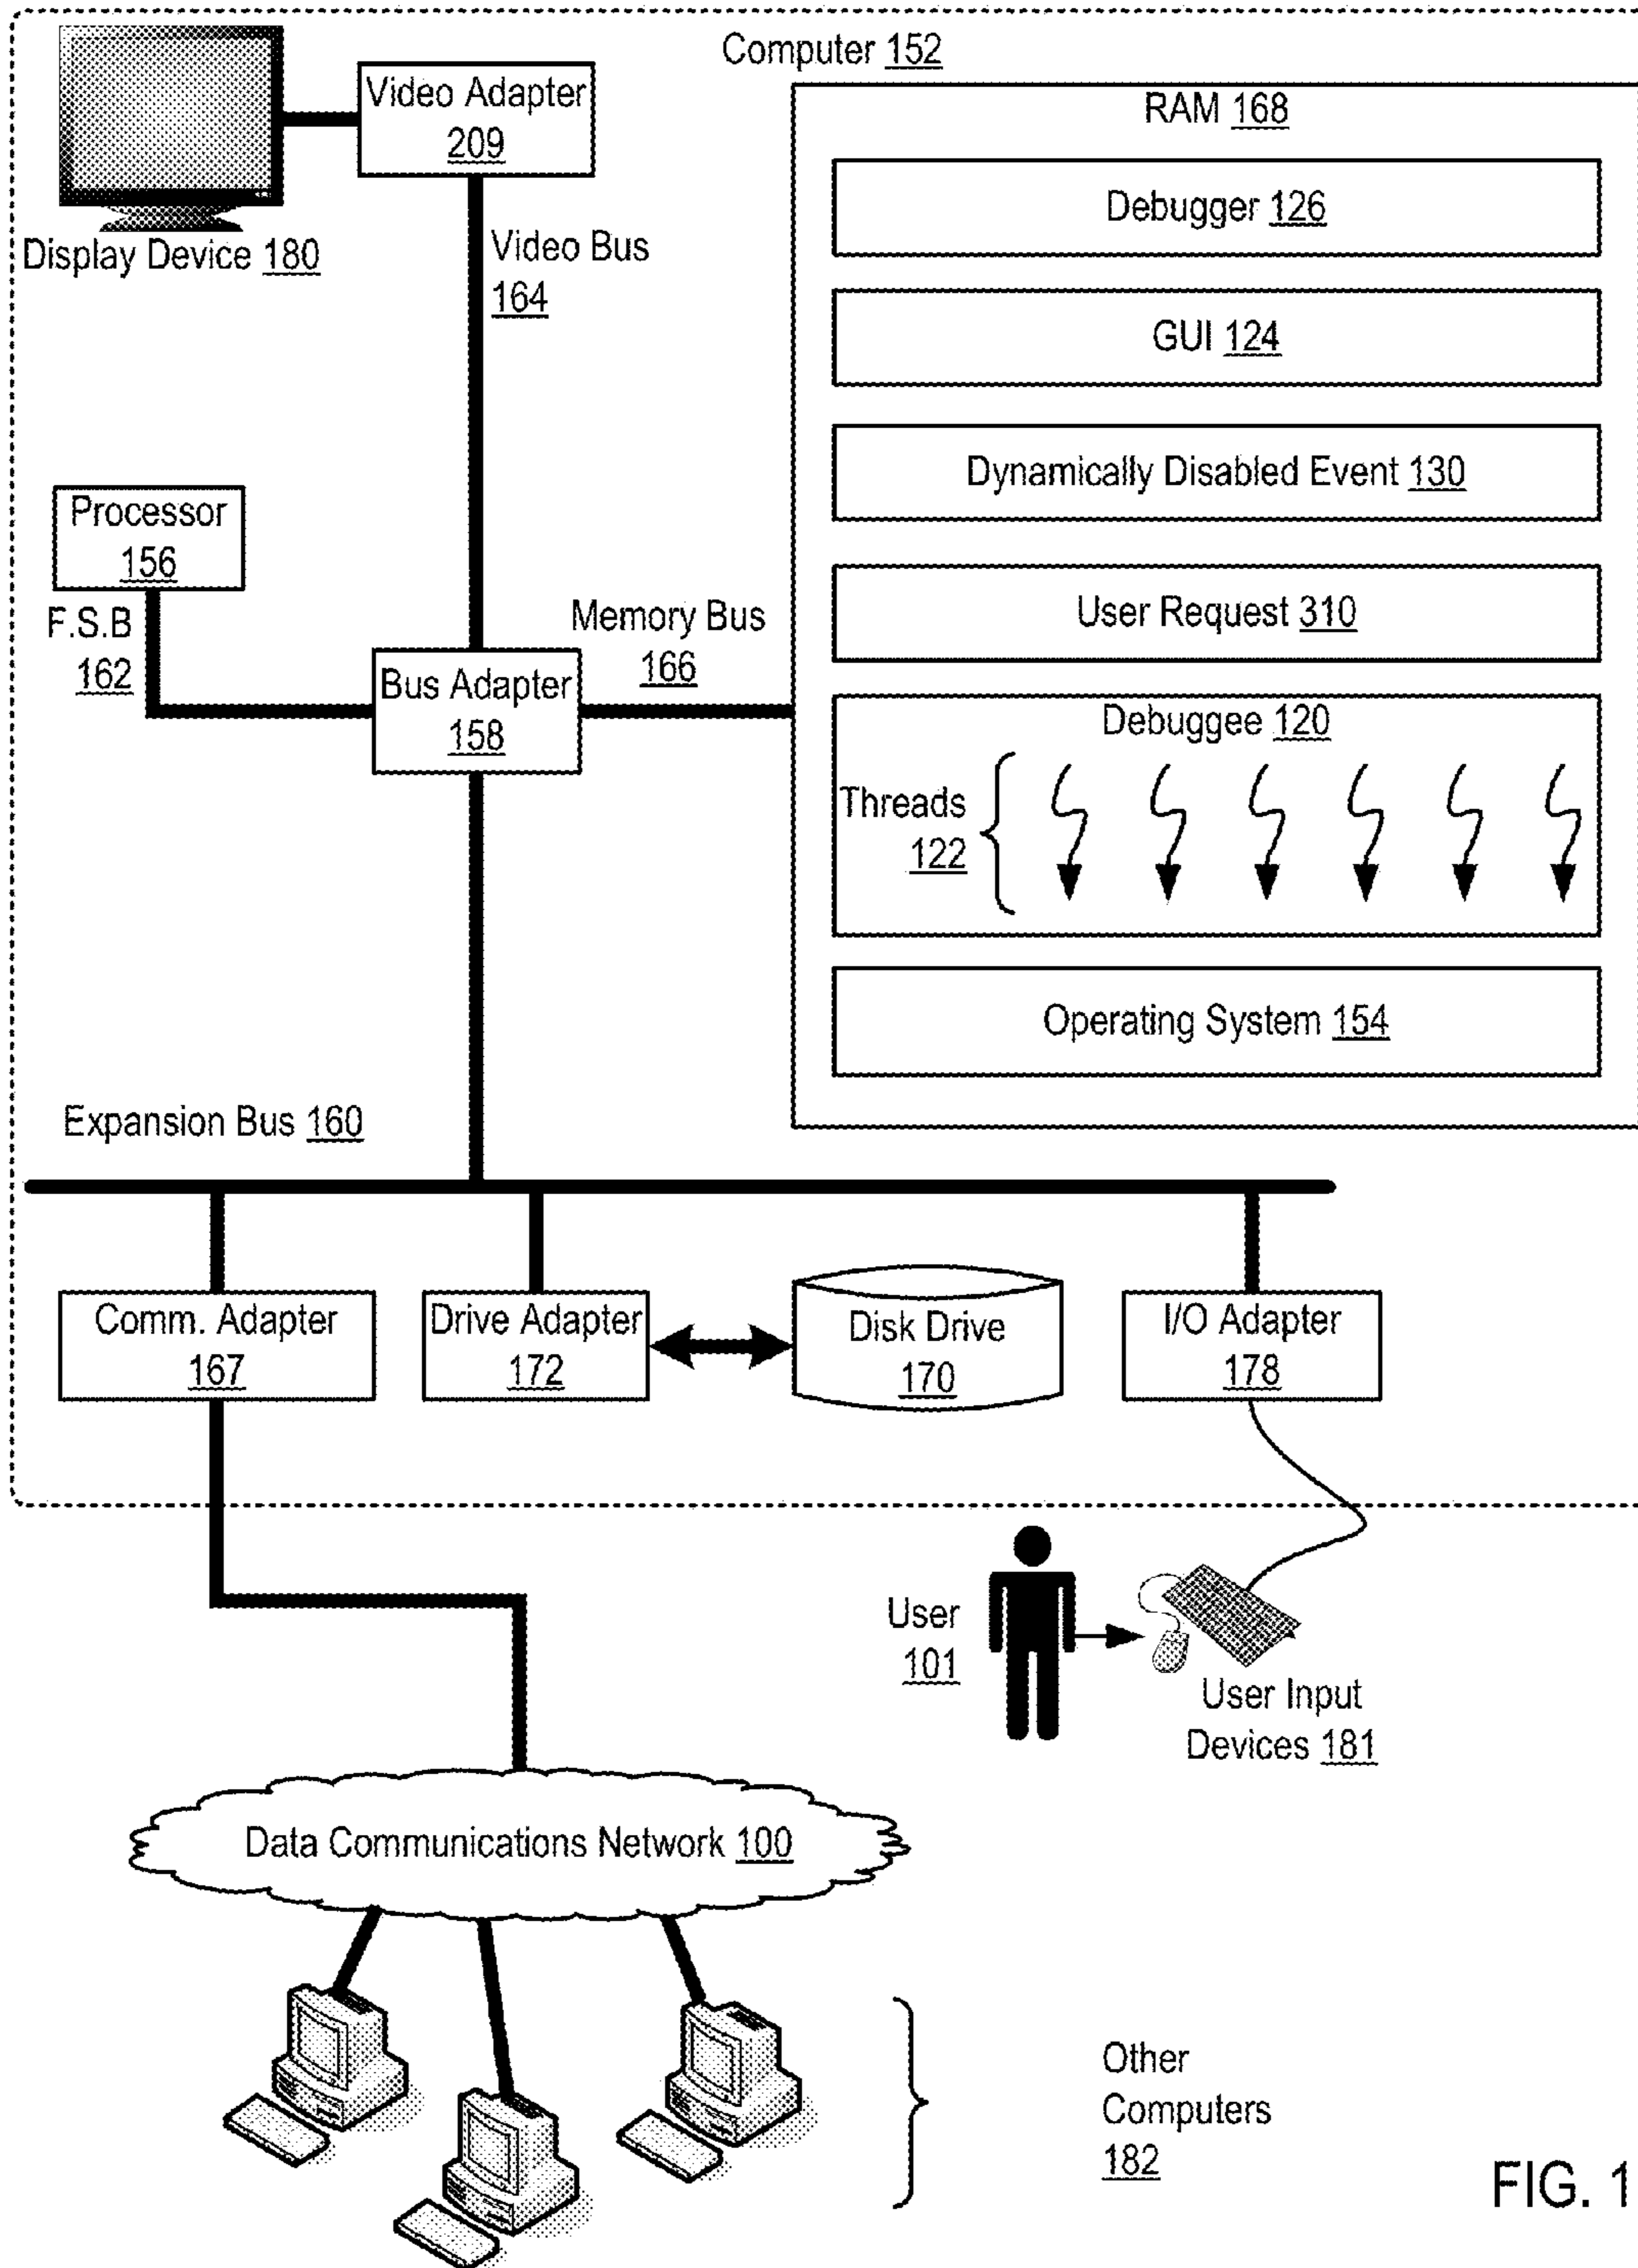 Computer 152
Video Adapter
209
Display Device 180
Video Bus
164
RAM 168
Debugger 126
GUI 124
Dynamically Disabled Event 130
User Request 310
Debuggee 120
Threads
122
Operating System 154
Processor
156
F.S.B
162
Bus Adapter
158
Memory Bus
166
Expansion Bus 160
Comm. Adapter
167
Drive Adapter
172
Disk Drive
170
I/O Adapter
178
User
101
User Input
Devices 181
Data Communications Network 100
Other
Computers
182
FIG. 1